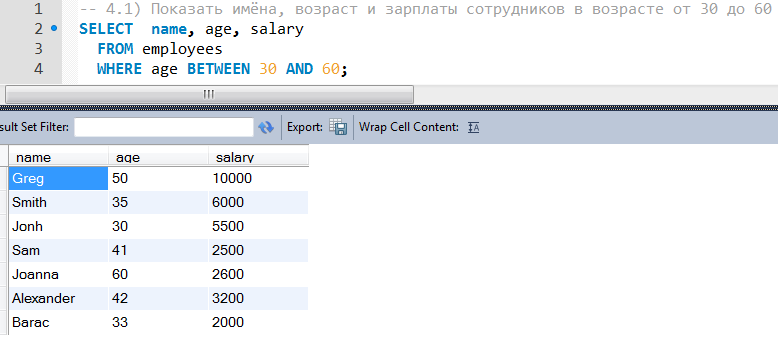 1 -- 4.1) Показать имёна, возраст и зарплаты сотрудников в возрасте от 30 до 60
2 SELECT name, age, salary
3 FROM employees
4 WHERE age BETWEEN 30 AND 60;
sult Set Filter: Export: Wrap Cell Content:
name age salary
Greg 50 10000
Smith 35 6000
Jonh 30 5500
Sam 41 2500
Joanna 60 2600
Alexander 42 3200
Barac 33 2000